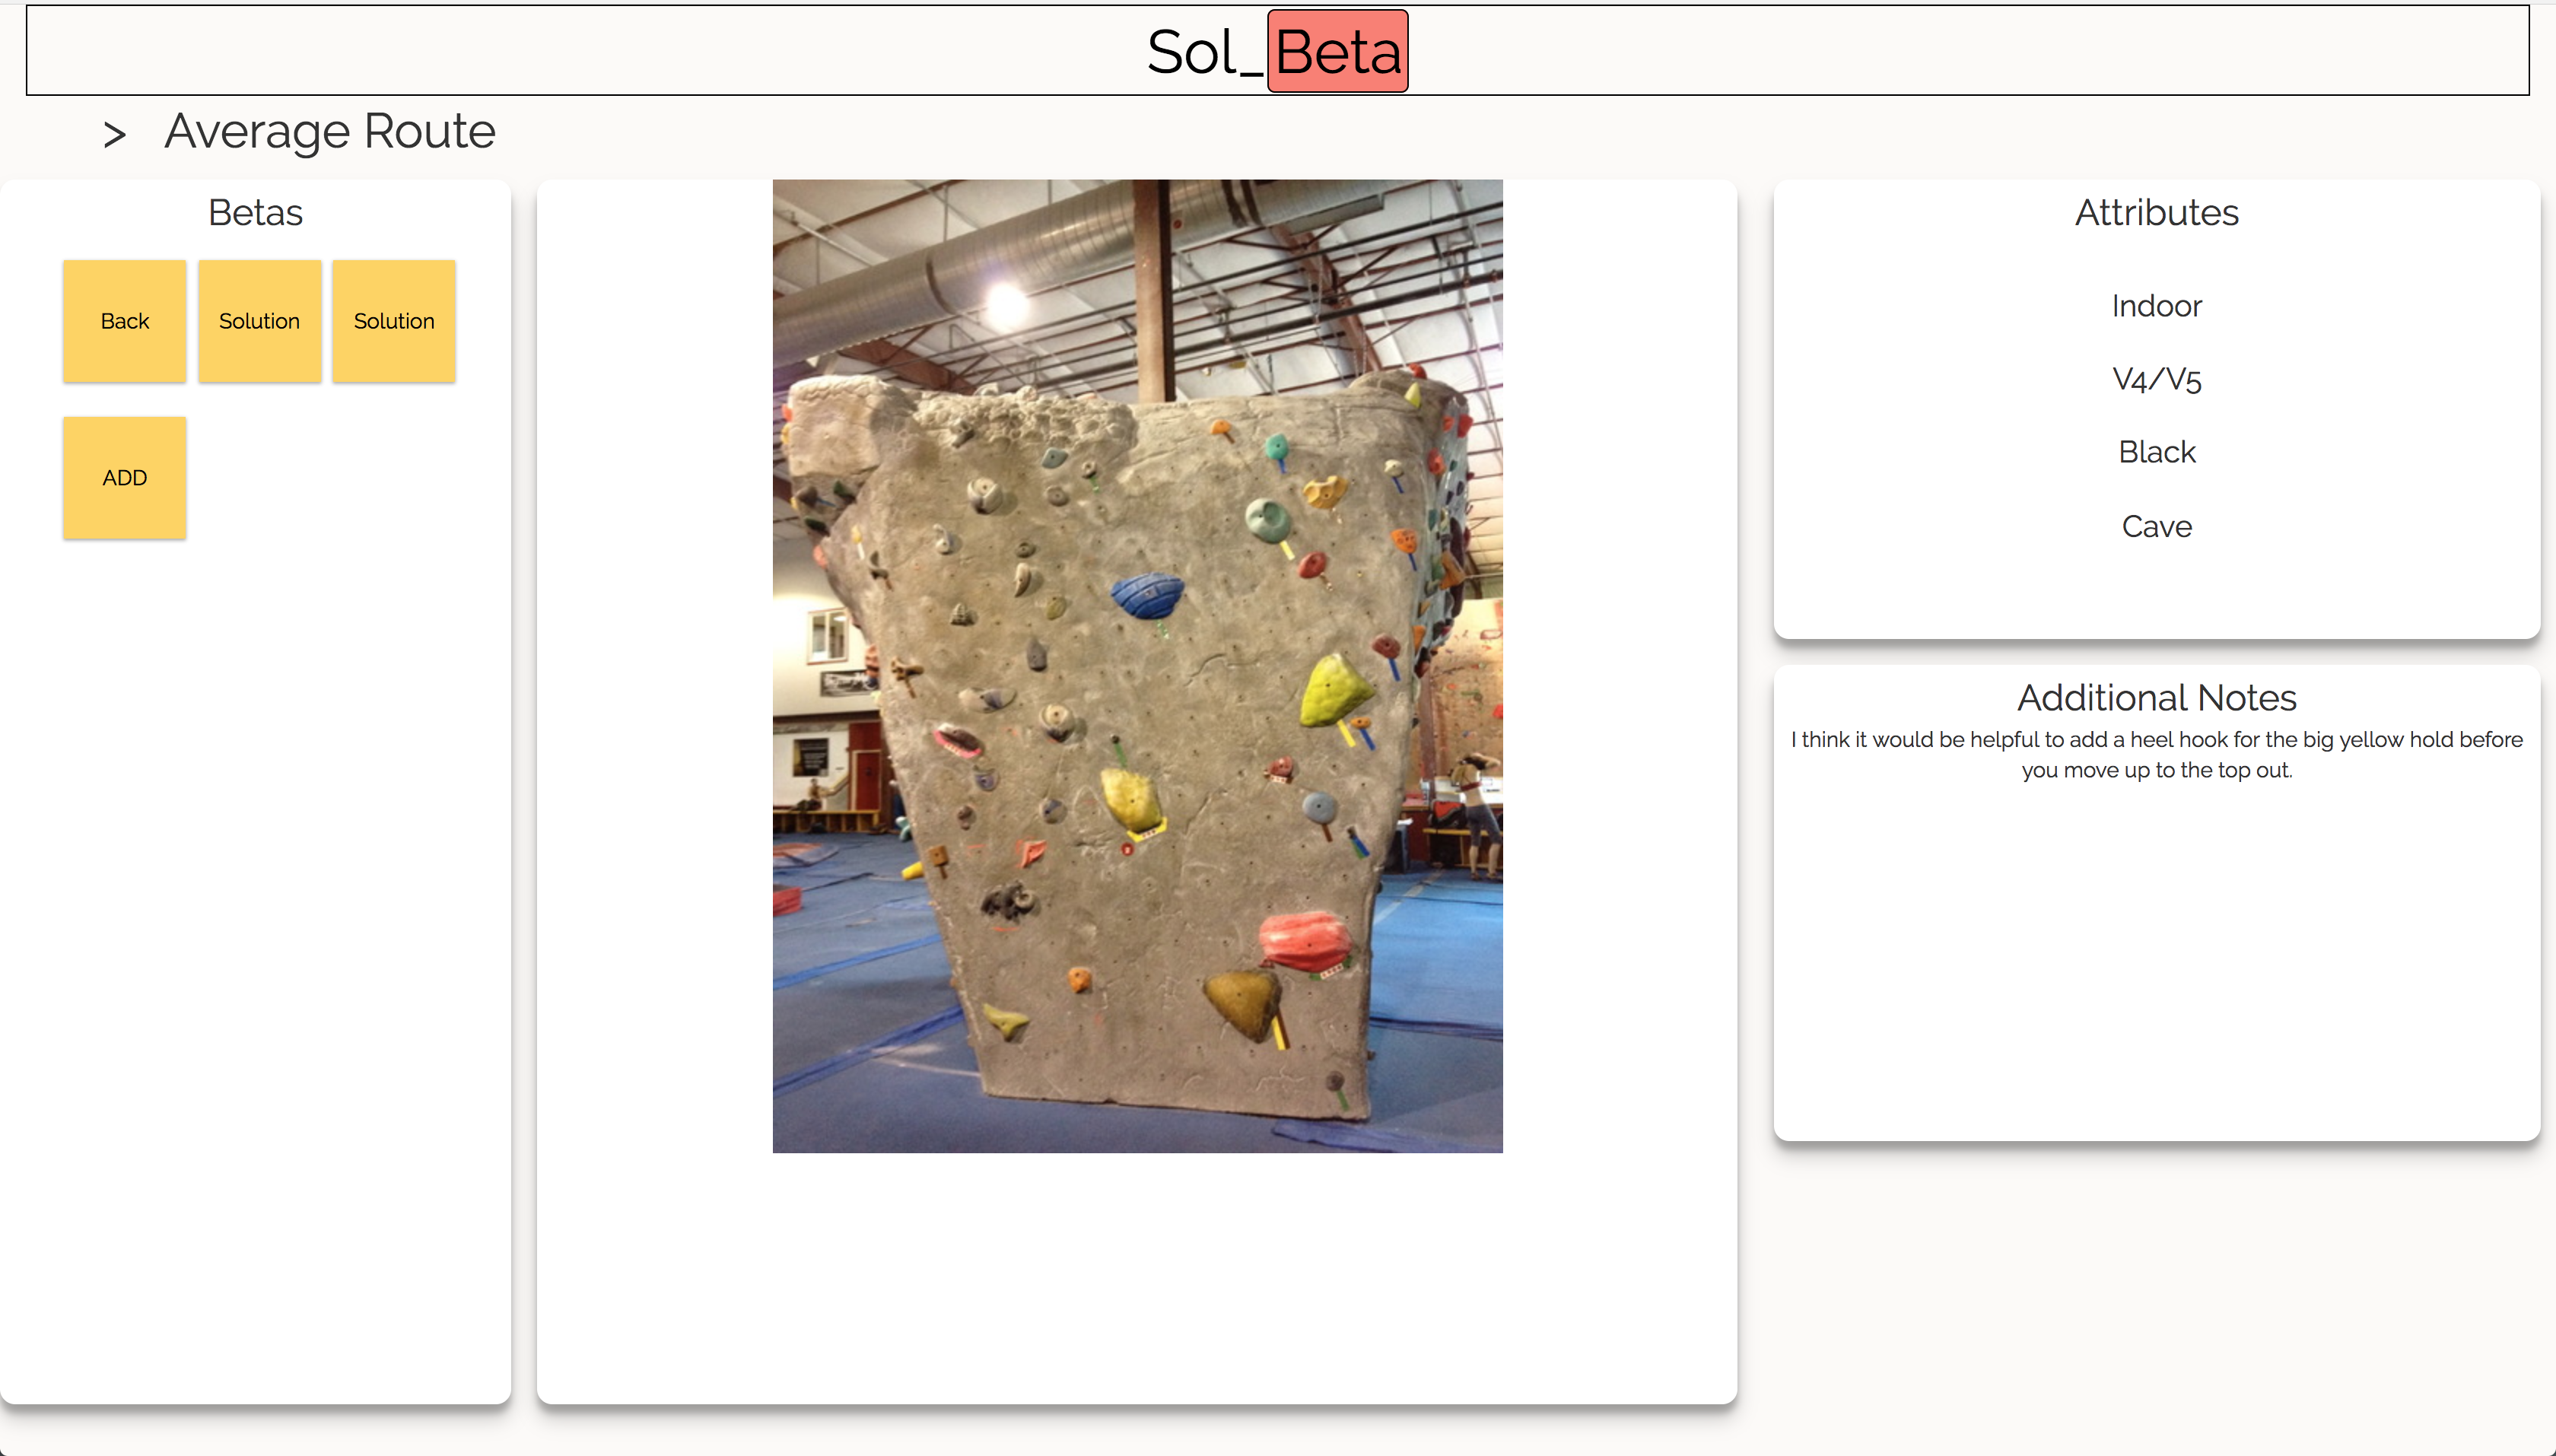 Sol_Beta
> Average Route
Betas
Back
Solution
Solution
ADD
Attributes
Indoor
V4/V5
Black
Cave
Additional Notes
I think it would be helpful to add a heel hook for the big yellow hold before
you move up to the top out.